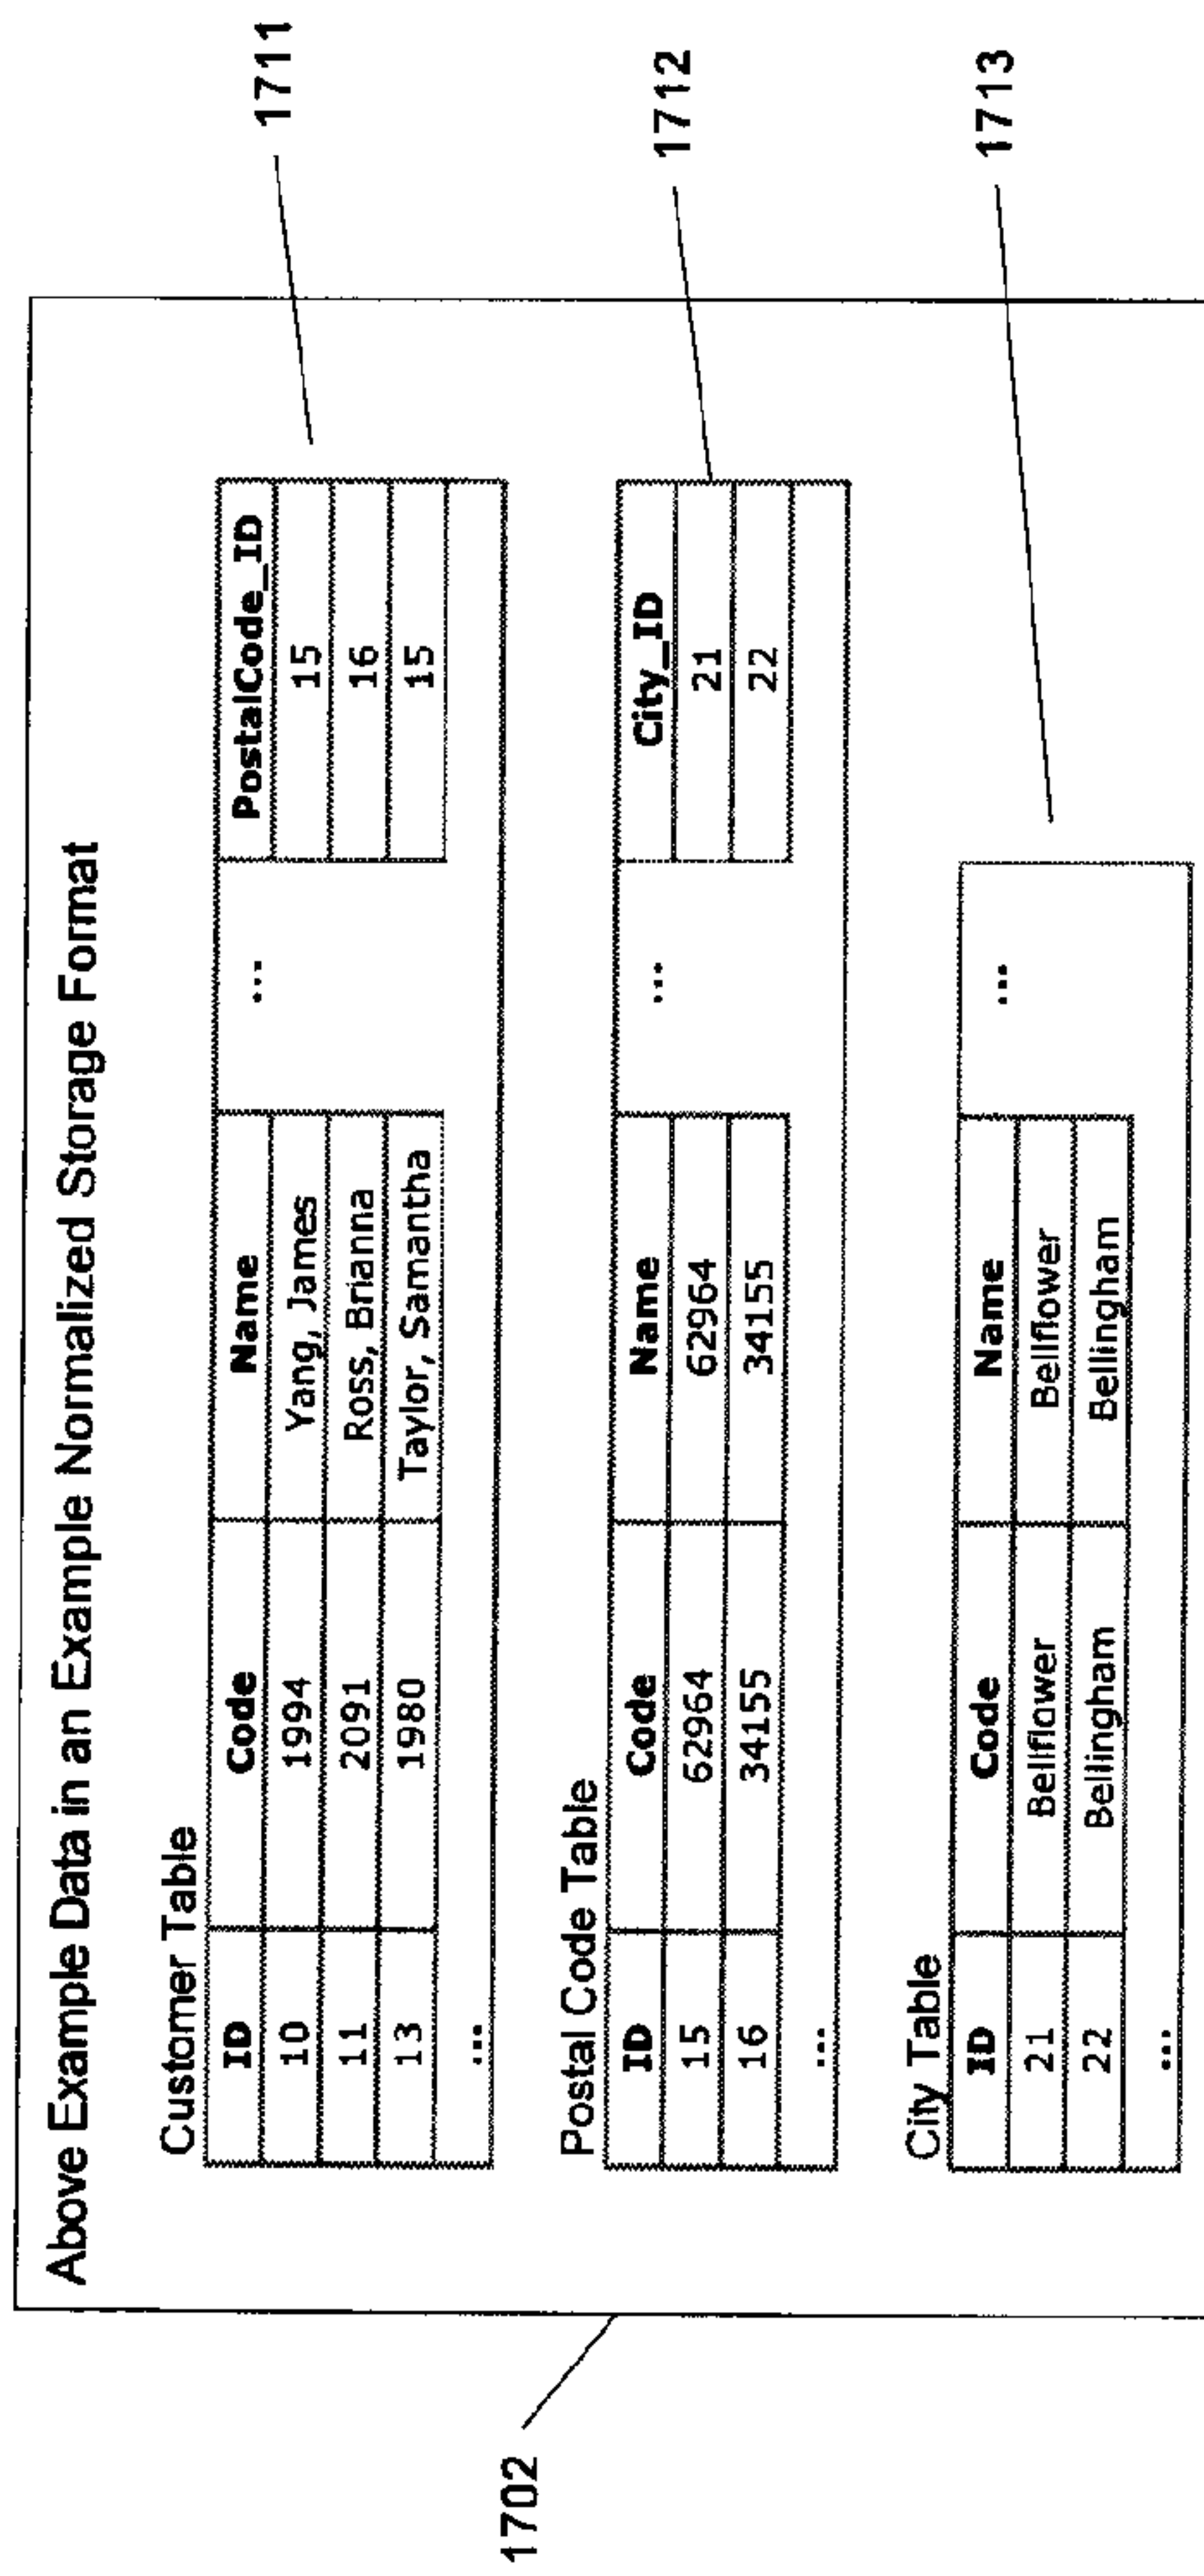 Above Example Data in an Example Normalized Storage Format
Customer Table
ID Code Name ... PostalCode_ID
10 1994 Yang, James 15
11 2091 Ross, Brianna 16
13 1980 Taylor, Samantha 15
...
1711
Postal Code Table
ID Code Name ... City_ID
15 62964 62964 21
16 34155 34155 22
...
1712
City Table
ID Code Name ...
21 Bellflower Bellflower
22 Bellingham Bellingham
...
1713
1702